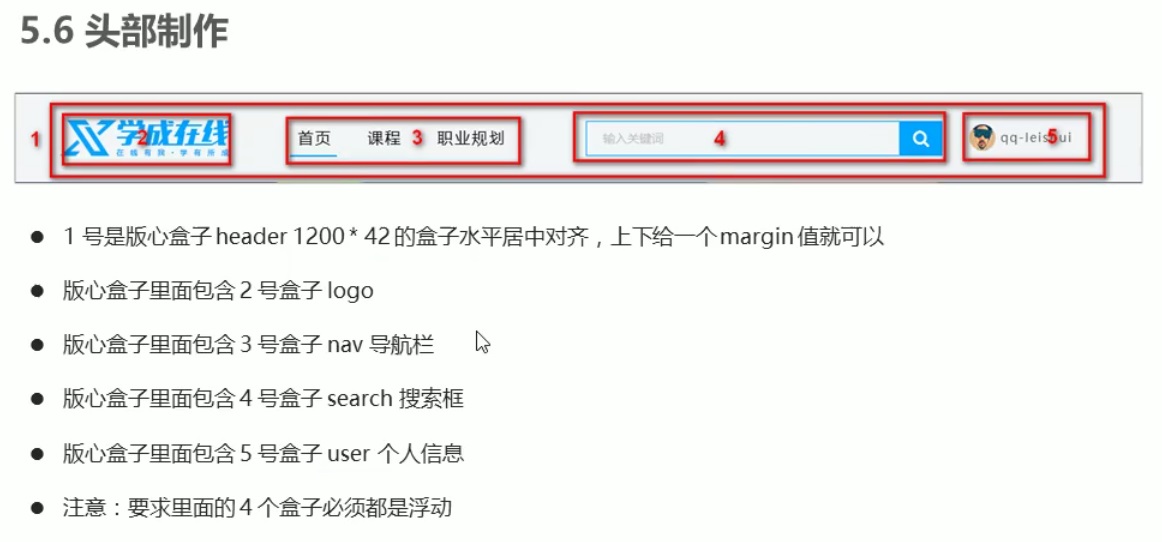 5.6 头部制作
1 学成在线 2 首页 课程 3 职业规划 输入关键词 4 5
在线有我·学有所成
● 1 号是版心盒子 header 1200 * 42 的盒子水平居中对齐，上下给一个 margin 值就可以
● 版心盒子里面包含 2 号盒子 logo
● 版心盒子里面包含 3 号盒子 nav 导航栏
● 版心盒子里面包含 4 号盒子 search 搜索框
● 版心盒子里面包含 5 号盒子 user 个人信息
● 注意：要求里面的 4 个盒子必须都是浮动